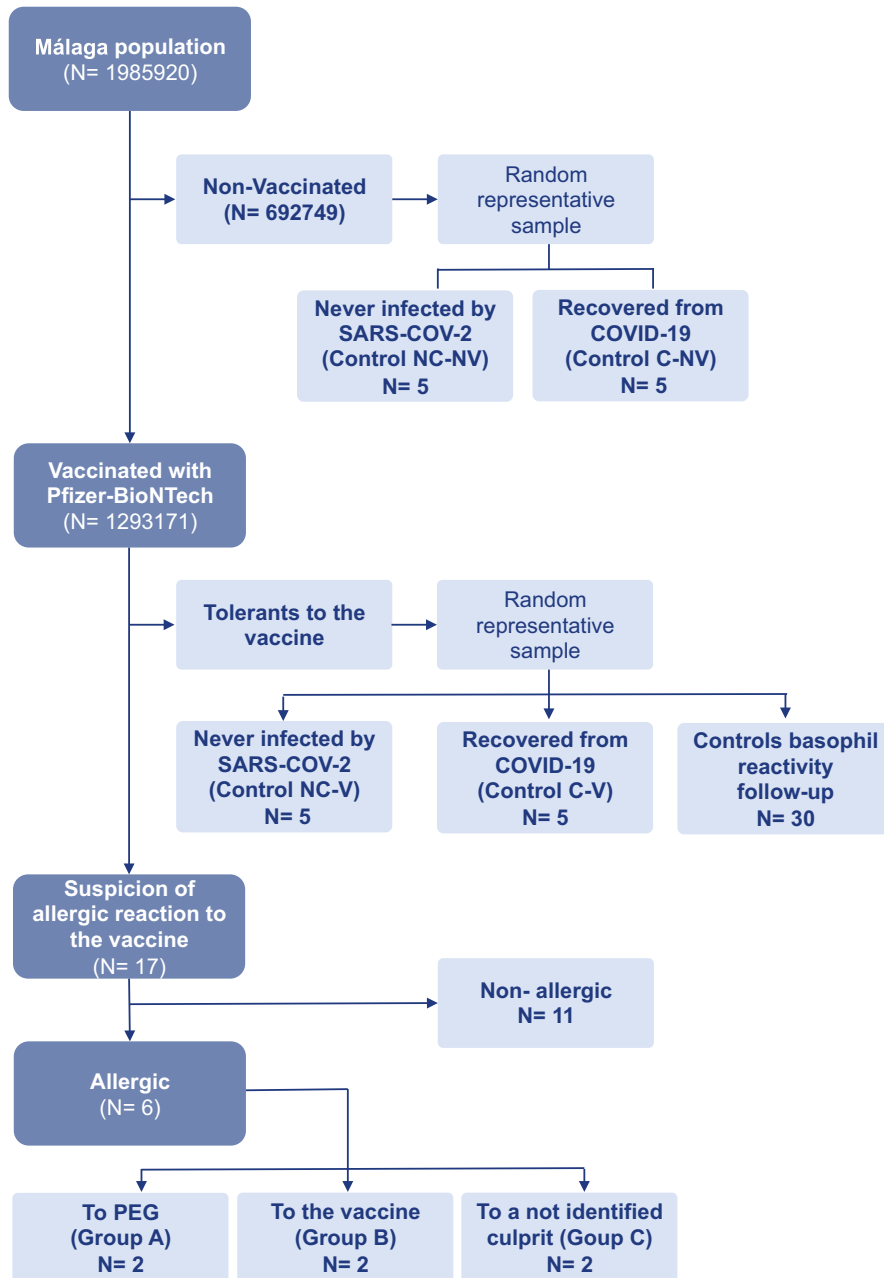 Málaga population
(N= 1985920)
Non-Vaccinated
(N= 692749)
Random
representative
sample
Never infected by
SARS-COV-2
(Control NC-NV)
N= 5
Recovered from
COVID-19
(Control C-NV)
N= 5
Vaccinated with
Pfizer-BioNTech
(N= 1293171)
Tolerants to the
vaccine
Random
representative
sample
Never infected by
SARS-COV-2
(Control NC-V)
N= 5
Recovered from
COVID-19
(Control C-V)
N= 5
Controls basophil
reactivity
follow-up
N= 30
Suspicion of
allergic reaction to
the vaccine
(N= 17)
Non- allergic
N= 11
Allergic
(N= 6)
To PEG
(Group A)
N= 2
To the vaccine
(Group B)
N= 2
To a not identified
culprit (Goup C)
N= 2